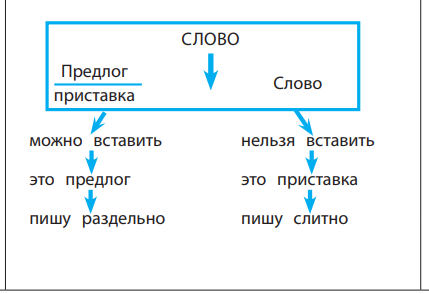 СЛОВО
Предлог
приставка
Слово
можно вставить
нельзя вставить
это предлог
это приставка
пишу раздельно
пишу слитно